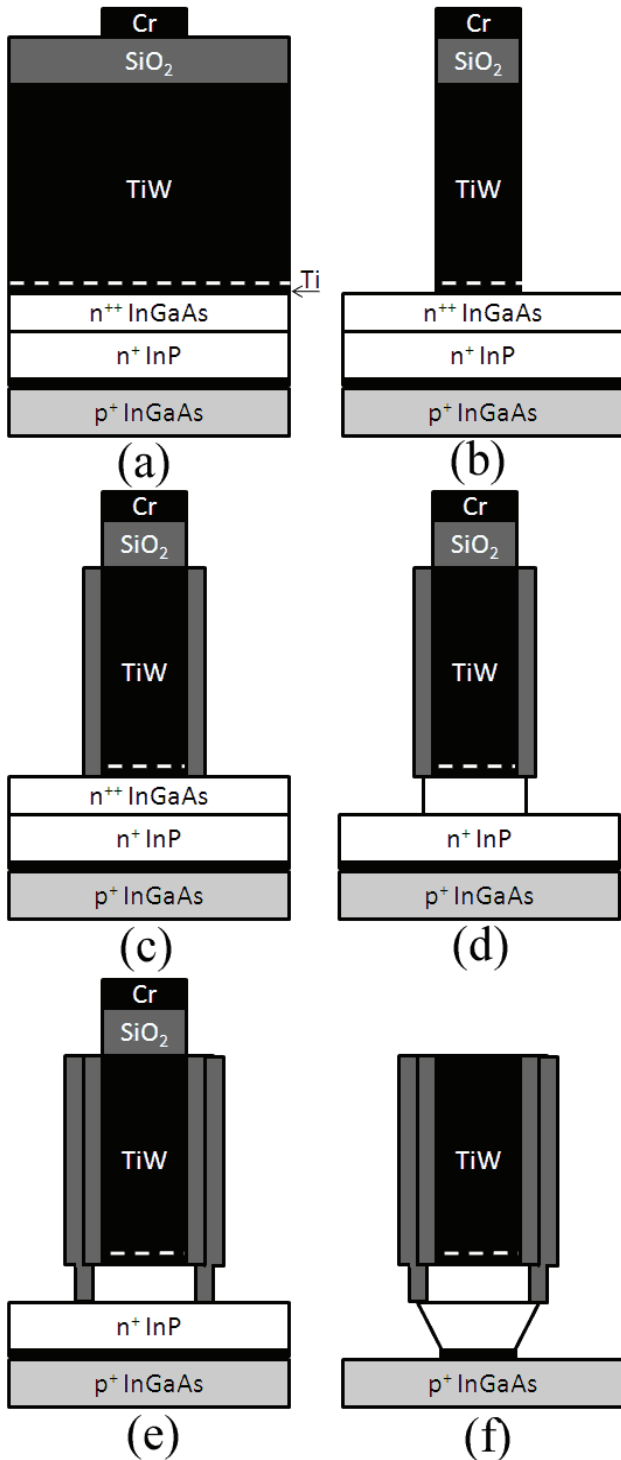 Cr
SiO₂
TiW
Ti
n⁺⁺ InGaAs
n⁺ InP
p⁺ InGaAs
(a)
Cr
SiO₂
TiW
n⁺⁺ InGaAs
n⁺ InP
p⁺ InGaAs
(b)
Cr
SiO₂
TiW
n⁺⁺ InGaAs
n⁺ InP
p⁺ InGaAs
(c)
Cr
SiO₂
TiW
n⁺ InP
p⁺ InGaAs
(d)
Cr
SiO₂
TiW
n⁺ InP
p⁺ InGaAs
(e)
TiW
p⁺ InGaAs
(f)